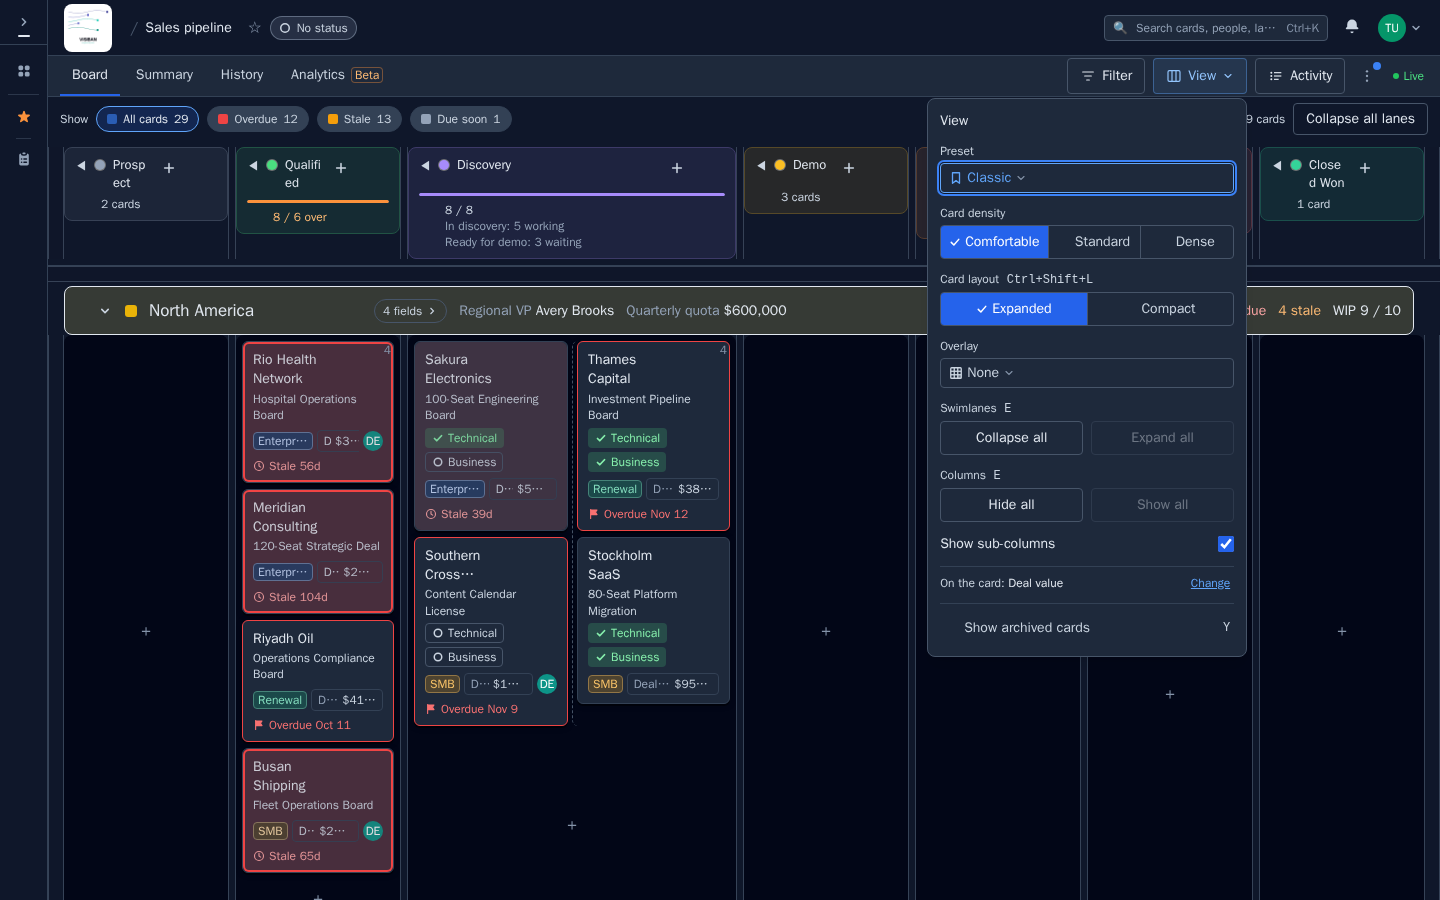 VISBAN
/ Sales pipeline
No status
Search cards, people, la··· Ctrl+K
TU
Board Summary History Analytics Beta
Filter View Activity Live
Show All cards 29 Overdue 12 Stale 13 Due soon 1
9 cards Collapse all lanes
Prosp
ect
2 cards
Qualifi
ed
8 / 6 over
Discovery
8 / 8
In discovery: 5 working
Ready for demo: 3 waiting
Demo
3 cards
Close
d Won
1 card
North America 4 fields Regional VP Avery Brooks Quarterly quota $600,000
due 4 stale WIP 9 / 10
4
Rio Health
Network
Hospital Operations
Board
Enterpr··· D $3·· DE
Stale 56d
Meridian
Consulting
120-Seat Strategic Deal
Enterpr··· D·· $2···
Stale 104d
Riyadh Oil
Operations Compliance
Board
Renewal D··· $41···
Overdue Oct 11
Busan
Shipping
Fleet Operations Board
SMB D·· $2··· DE
Stale 65d
Sakura
Electronics
100-Seat Engineering
Board
Technical
Business
Enterpr··· D·· $5···
Stale 39d
Southern
Cross···
Content Calendar
License
Technical
Business
SMB D··· $1··· DE
Overdue Nov 9
4
Thames
Capital
Investment Pipeline
Board
Technical
Business
Renewal D··· $38···
Overdue Nov 12
Stockholm
SaaS
80-Seat Platform
Migration
Technical
Business
SMB Deal··· $95···
View
Preset
Classic
Card density
Comfortable Standard Dense
Card layout Ctrl+Shift+L
Expanded Compact
Overlay
None
Swimlanes E
Collapse all Expand all
Columns E
Hide all Show all
Show sub-columns
On the card: Deal value Change
Show archived cards Y